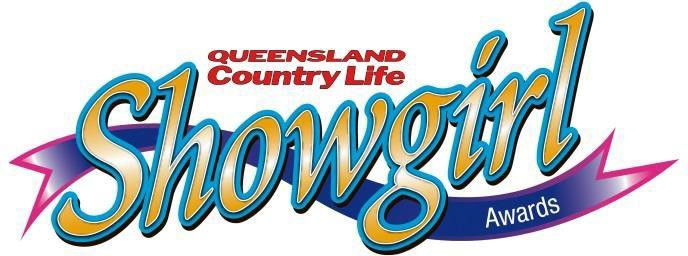 QUEENSLAND
Country Life
Showgirl
Awards